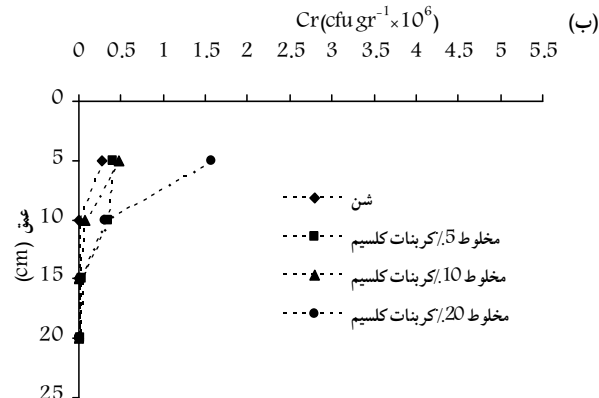 Cr(cfu gr⁻¹×10⁶) (ب)
0 0.5 1 1.5 2 2.5 3 3.5 4 4.5 5 5.5
0
5
10
15
20
25
عمق (cm)
شن
مخلوط 5٪ کربنات کلسیم
مخلوط 10٪ کربنات کلسیم
مخلوط 20٪ کربنات کلسیم